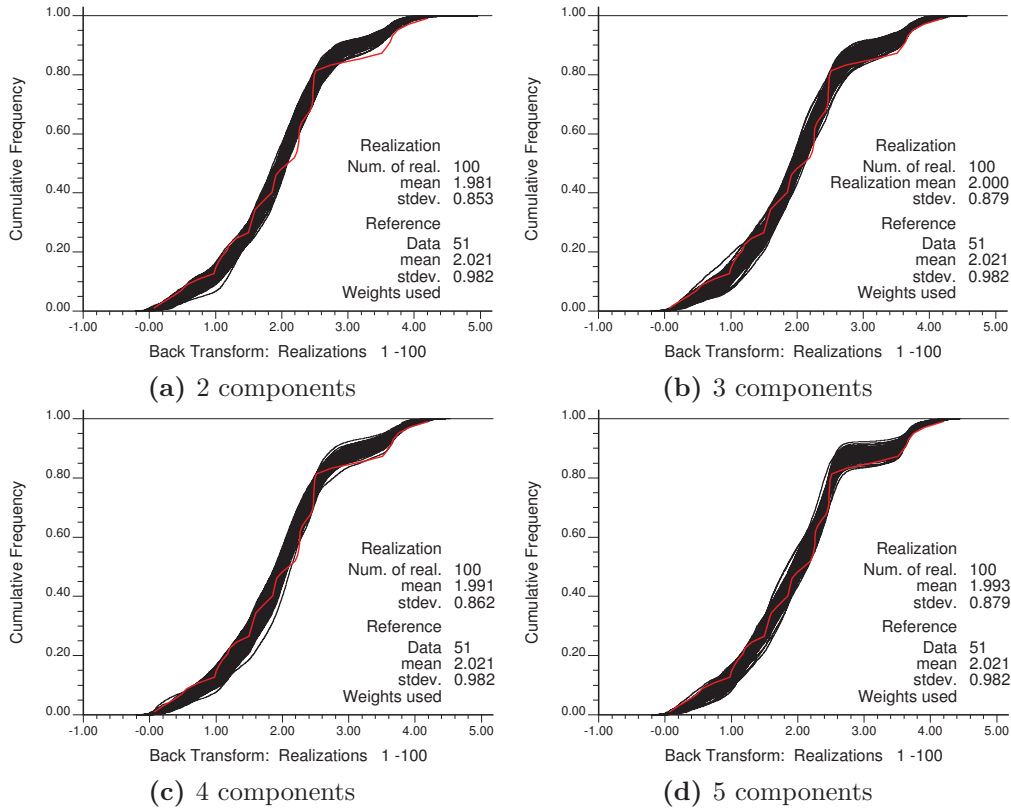 1.00
0.80
0.60
0.40
0.20
0.00
Cumulative Frequency
-1.00 -0.00 1.00 2.00 3.00 4.00 5.00
Back Transform: Realizations 1 -100
Realization
Num. of real. 100
mean 1.981
stdev. 0.853
Reference
Data 51
mean 2.021
stdev. 0.982
Weights used
(a) 2 components
1.00
0.80
0.60
0.40
0.20
0.00
Cumulative Frequency
-1.00 -0.00 1.00 2.00 3.00 4.00 5.00
Back Transform: Realizations 1 -100
Realization
Num. of real. 100
Realization mean 2.000
stdev. 0.879
Reference
Data 51
mean 2.021
stdev. 0.982
Weights used
(b) 3 components
1.00
0.80
0.60
0.40
0.20
0.00
Cumulative Frequency
-1.00 -0.00 1.00 2.00 3.00 4.00 5.00
Back Transform: Realizations 1 -100
Realization
Num. of real. 100
mean 1.991
stdev. 0.862
Reference
Data 51
mean 2.021
stdev. 0.982
Weights used
(c) 4 components
1.00
0.80
0.60
0.40
0.20
0.00
Cumulative Frequency
-1.00 -0.00 1.00 2.00 3.00 4.00 5.00
Back Transform: Realizations 1 -100
Realization
Num. of real. 100
mean 1.993
stdev. 0.879
Reference
Data 51
mean 2.021
stdev. 0.982
Weights used
(d) 5 components